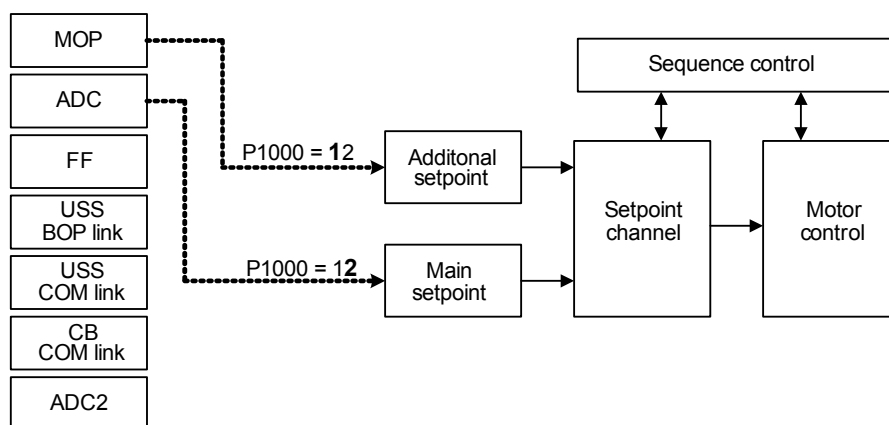 MOP
ADC
FF
USS
BOP link
USS
COM link
CB
COM link
ADC2
P1000 = 12
P1000 = 12
Additonal
setpoint
Main
setpoint
Sequence control
Setpoint
channel
Motor
control